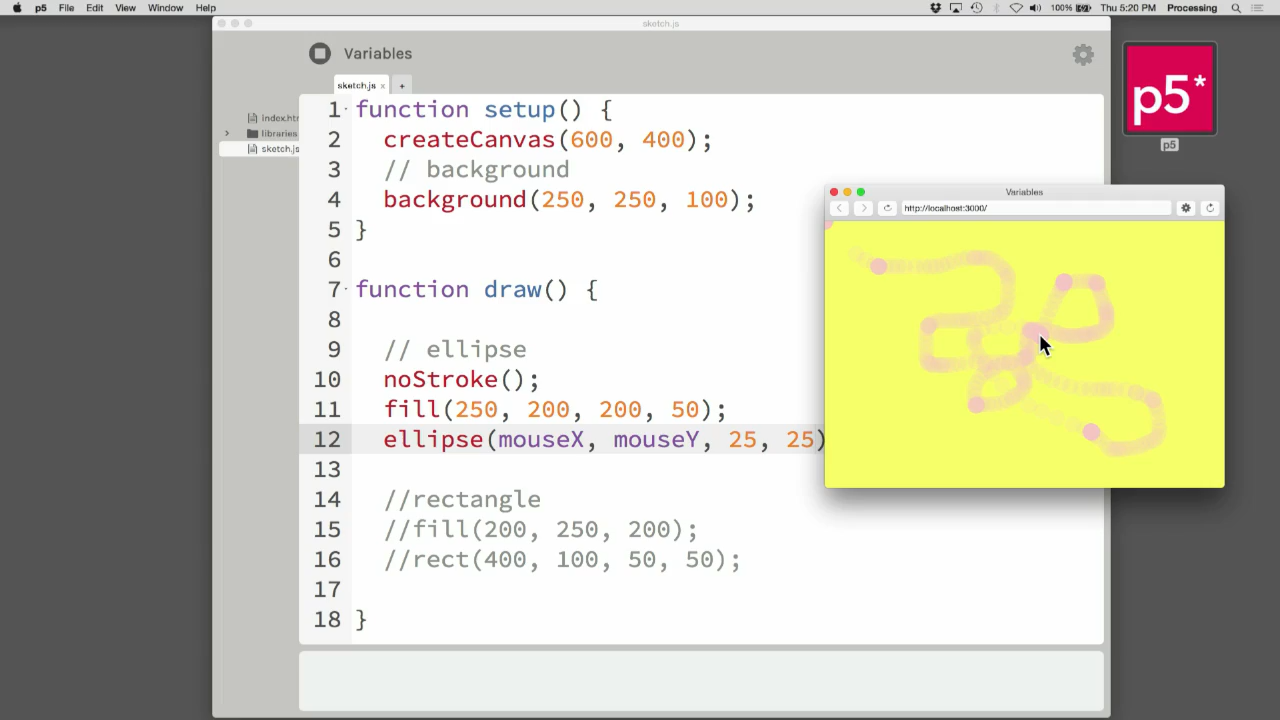 p5 File Edit View Window Help 100% Thu 5:20 PM Processing
sketch.js
Variables
sketch.js x +
index.htm
libraries
sketch.js
1 function setup() {
2 createCanvas(600, 400);
3 // background
4 background(250, 250, 100);
5 }
6
7 function draw() {
8
9 // ellipse
10 noStroke();
11 fill(250, 200, 200, 50);
12 ellipse(mouseX, mouseY, 25, 25)
13
14 //rectangle
15 //fill(200, 250, 200);
16 //rect(400, 100, 50, 50);
17
18 }
p5*
p5
Variables
http://localhost:3000/